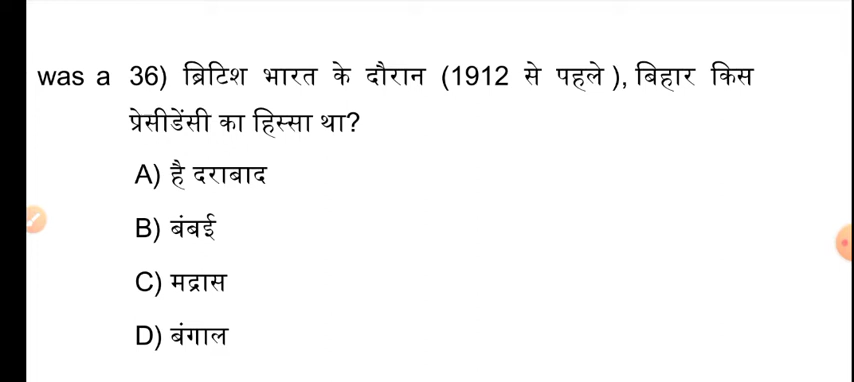 was a 36) ब्रिटिश भारत के दौरान (1912 से पहले ), बिहार किस
प्रेसीडेंसी का हिस्सा था?
A) है दराबाद
B) बंबई
C) मद्रास
D) बंगाल